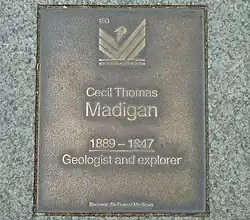 150
Cecil Thomas
Madigan
1889 – 1947
Geologist and explorer